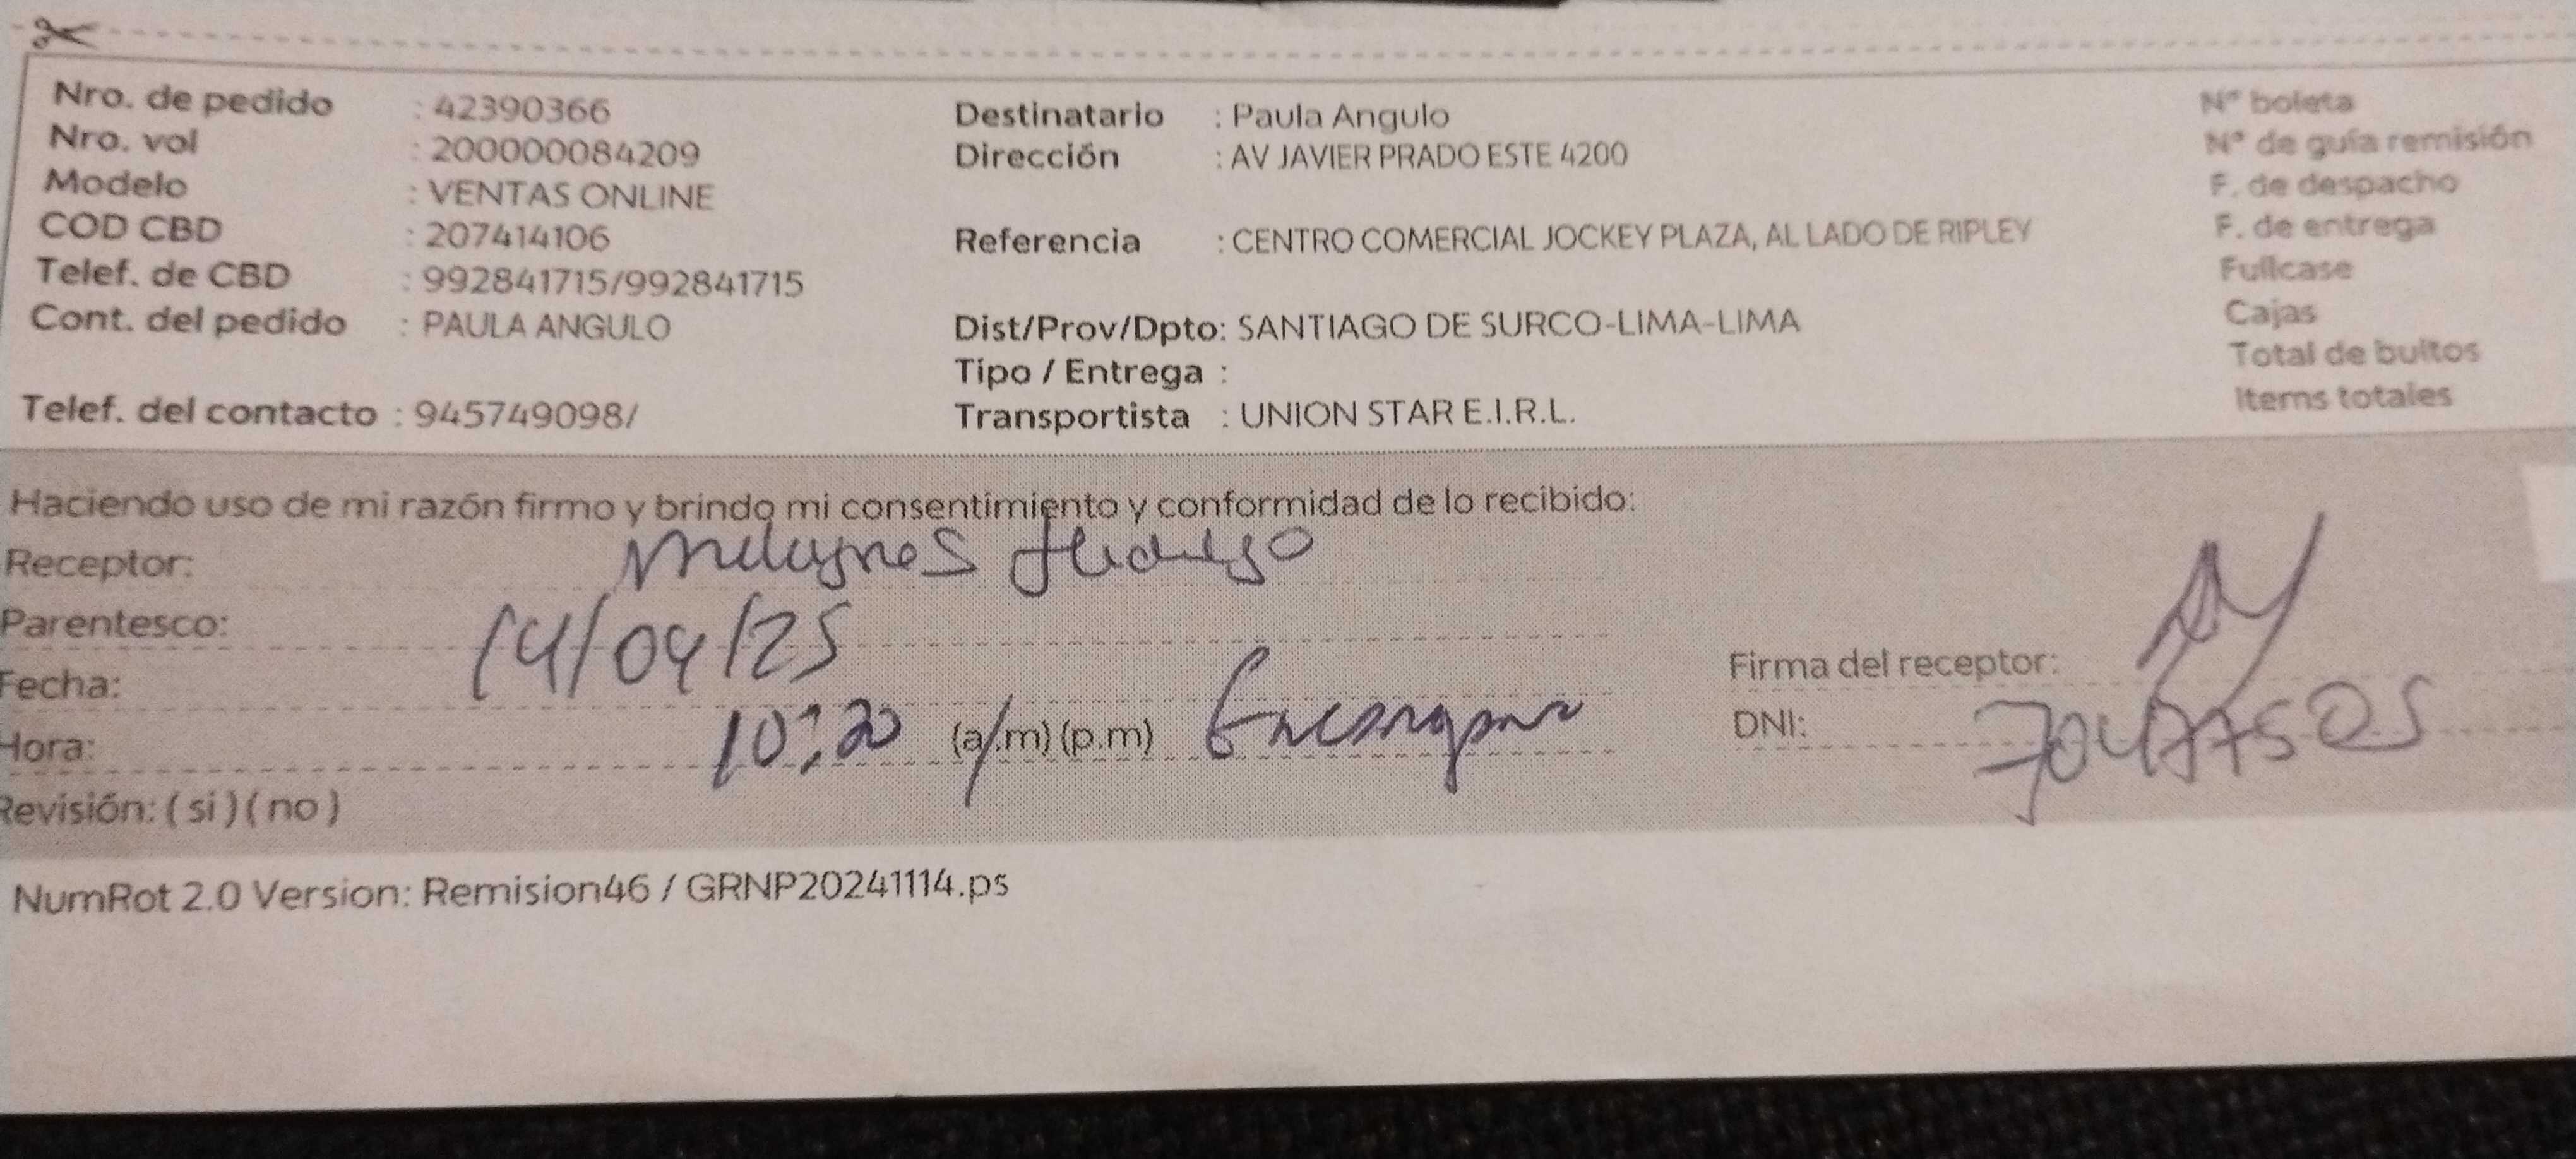 Nro. de pedido : 42390366
Nro. vol : 200000084209
Modelo : VENTAS ONLINE
COD CBD : 207414106
Telef. de CBD : 992841715/992841715
Cont. del pedido : PAULA ANGULO
Telef. del contacto : 945749098/
Destinatario : Paula Angulo
Dirección : AV JAVIER PRADO ESTE 4200
Referencia : CENTRO COMERCIAL JOCKEY PLAZA, AL LADO DE RIPLEY
Dist/Prov/Dpto: SANTIAGO DE SURCO-LIMA-LIMA
Tipo / Entrega :
Transportista : UNION STAR E.I.R.L.
N° boleta
N° de guía remisión
F. de despacho
F. de entrega
Fullcase
Cajas
Total de bultos
Items totales
Haciendo uso de mi razón firmo y brindo mi consentimiento y conformidad de lo recibido:
Receptor:
Parentesco:
Fecha: 14/04/25
Hora: 10:20 (a.m) (p.m)
Revisión: ( si ) ( no )
Firma del receptor:
DNI:
NumRot 2.0 Version: Remision46 / GRNP20241114.ps